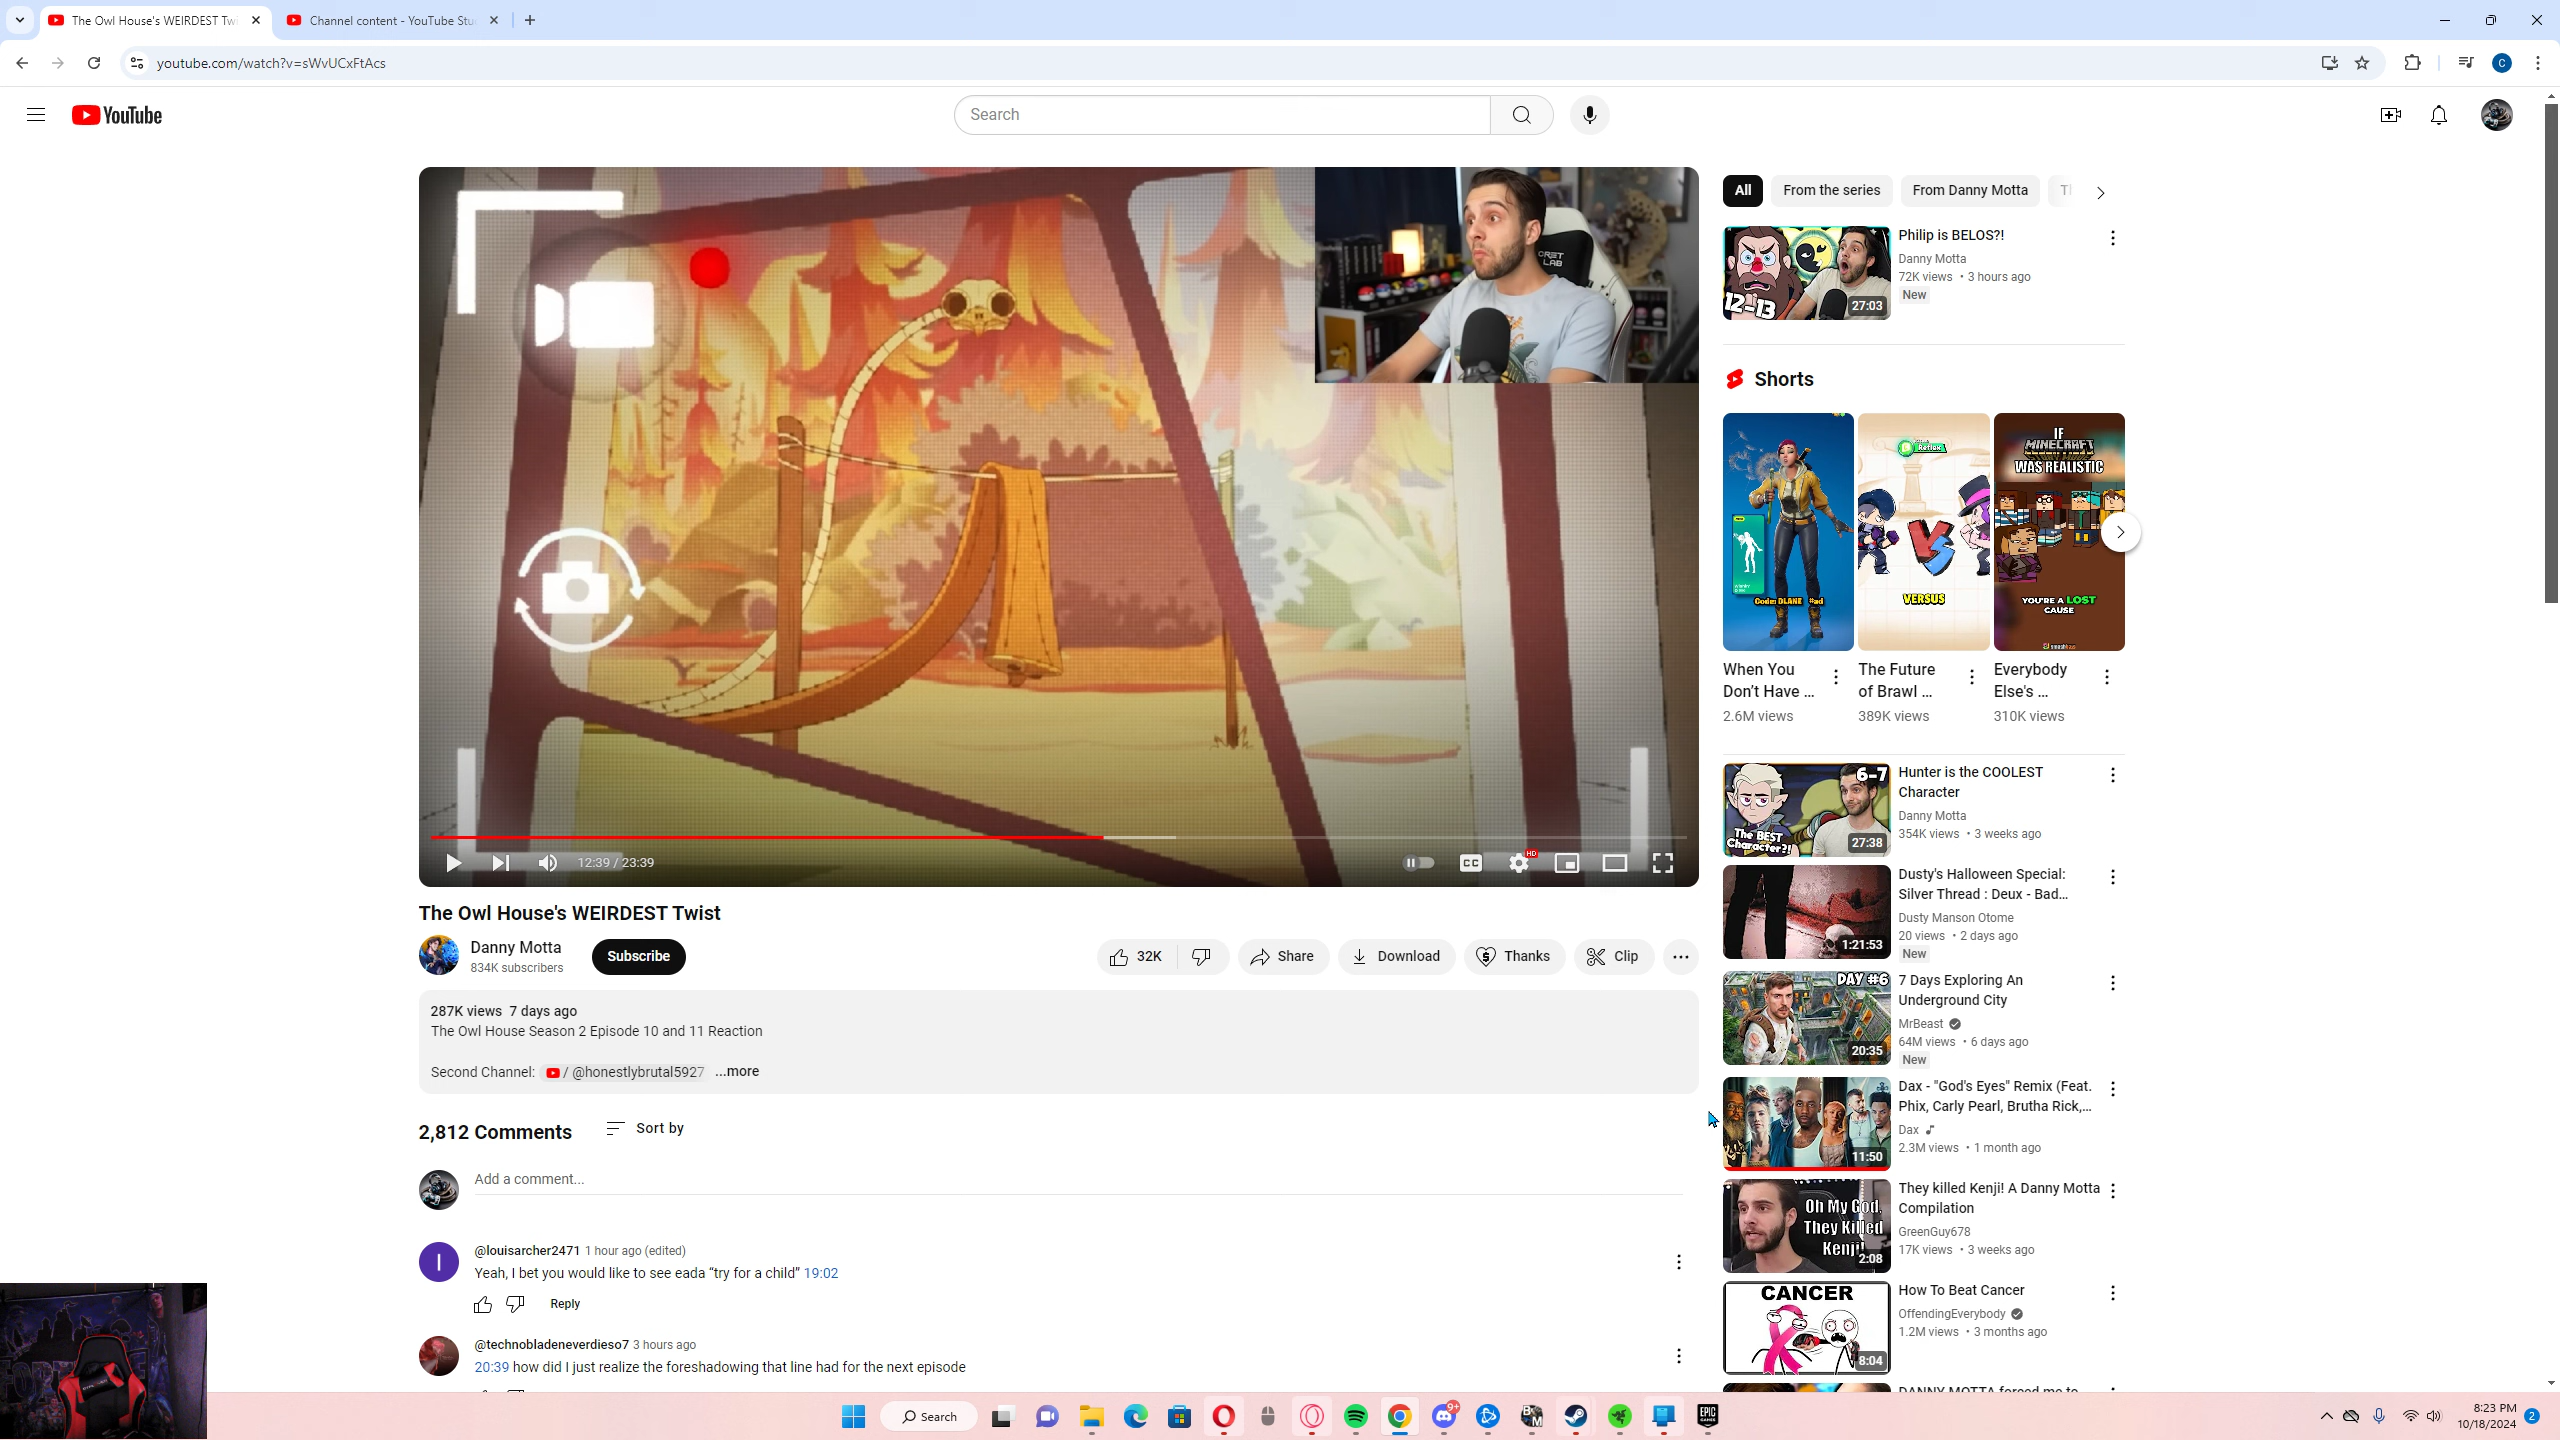 The Owl House's WEIRDEST Tw
Channel content - YouTube Stu
youtube.com/watch?v=sWvUCxFtAcs
C
YouTube
Search
CRET
LAB
12:39 / 23:39
CC
HD
The Owl House's WEIRDEST Twist
Danny Motta
834K subscribers
Subscribe
32K
Share
Download
Thanks
Clip
287K views 7 days ago
The Owl House Season 2 Episode 10 and 11 Reaction
Second Channel: / @honestlybrutal5927 ...more
2,812 Comments
Sort by
Add a comment...
l
@louisarcher2471 1 hour ago (edited)
Yeah, I bet you would like to see eada “try for a child” 19:02
Reply
@technobladeneverdieso7 3 hours ago
20:39 how did I just realize the foreshadowing that line had for the next episode
All
From the series
From Danny Motta
12-13
27:03
Philip is BELOS?!
Danny Motta
72K views • 3 hours ago
New
Shorts
Code: BLANE #ad
When You
Don’t Have ...
2.6M views
VERSUS
The Future
of Brawl ...
389K views
IF
MINECRAFT
WAS REALISTIC
YOU'RE A LOST
CAUSE
Everybody
Else's ...
310K views
6-7
The BEST
Character?!
27:38
Hunter is the COOLEST
Character
Danny Motta
354K views • 3 weeks ago
1:21:53
Dusty's Halloween Special:
Silver Thread : Deux - Bad...
Dusty Manson Otome
20 views • 2 days ago
New
DAY #6
20:35
7 Days Exploring An
Underground City
MrBeast
64M views • 6 days ago
New
11:50
Dax - "God's Eyes" Remix (Feat.
Phix, Carly Pearl, Brutha Rick,...
Dax
2.3M views • 1 month ago
Oh My God,
They Killed
Kenji!
2:08
They killed Kenji! A Danny Motta
Compilation
GreenGuy678
17K views • 3 weeks ago
CANCER
8:04
How To Beat Cancer
OffendingEverybody
1.2M views • 3 months ago
DANNY MOTTA forced me to
Search
9+
EPIC
GAMES
8:23 PM
10/18/2024
2